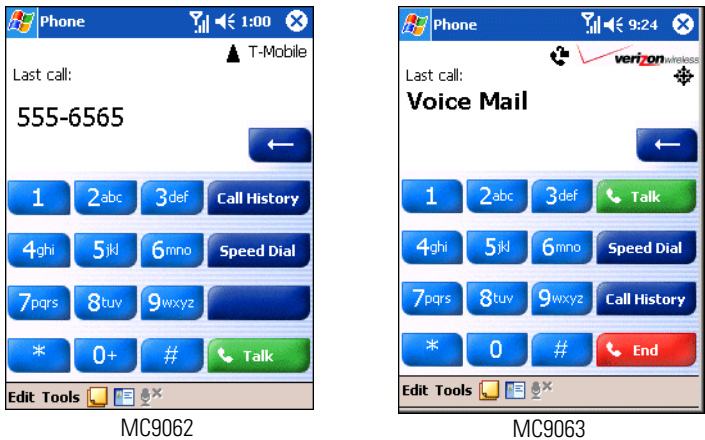 Phone 1:00
T-Mobile
Last call:
555-6565
1 2abc 3def Call History
4ghi 5jkl 6mno Speed Dial
7pqrs 8tuv 9wxyz
* 0+ # Talk
Edit Tools
MC9062
Phone 9:24
verizonwireless
Last call:
Voice Mail
1 2abc 3def Talk
4ghi 5jkl 6mno Speed Dial
7pqrs 8tuv 9wxyz Call History
* 0 # End
Edit Tools
MC9063